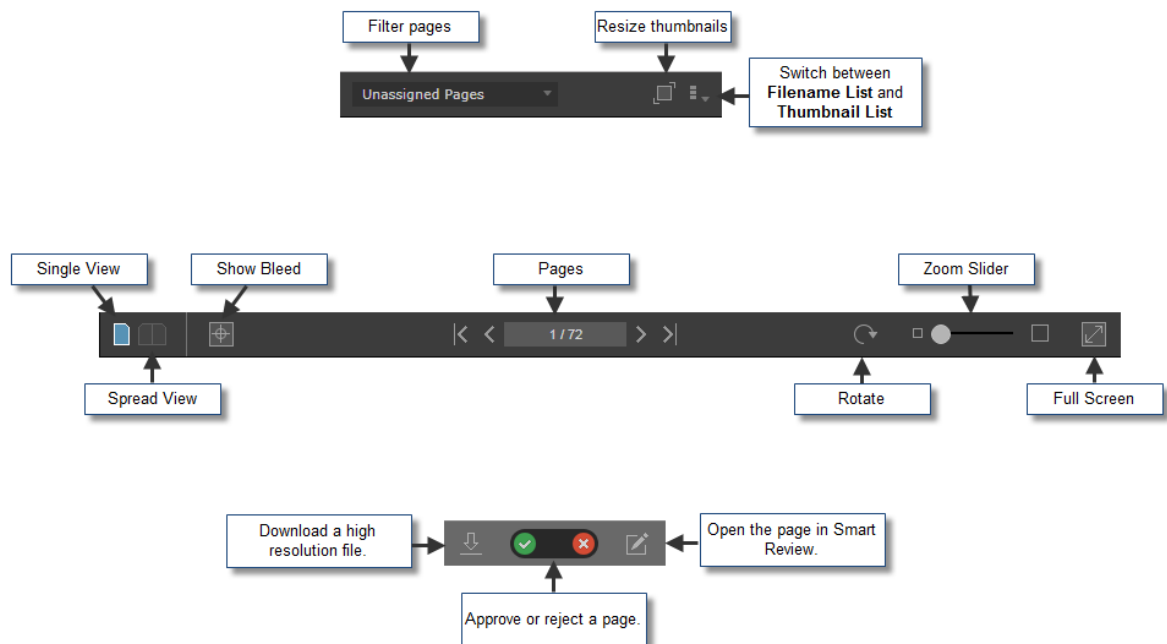 Filter pages
Resize thumbnails
Unassigned Pages
Switch between
Filename List and
Thumbnail List
Single View
Show Bleed
Pages
Zoom Slider
1 / 72
Spread View
Rotate
Full Screen
Download a high
resolution file.
Open the page in Smart
Review.
Approve or reject a page.